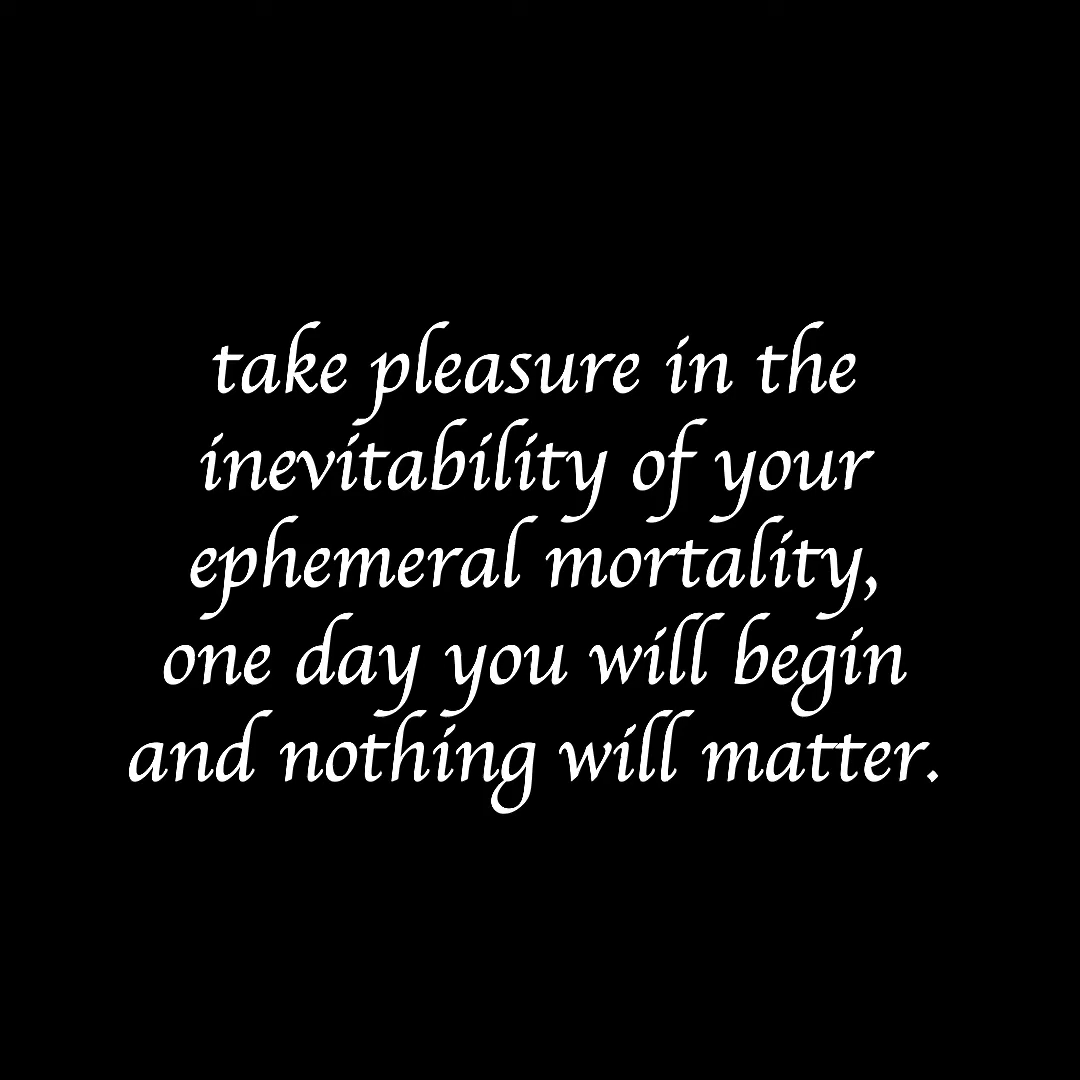 take pleasure in the
inevitability of your
ephemeral mortality,
one day you will begin
and nothing will matter.